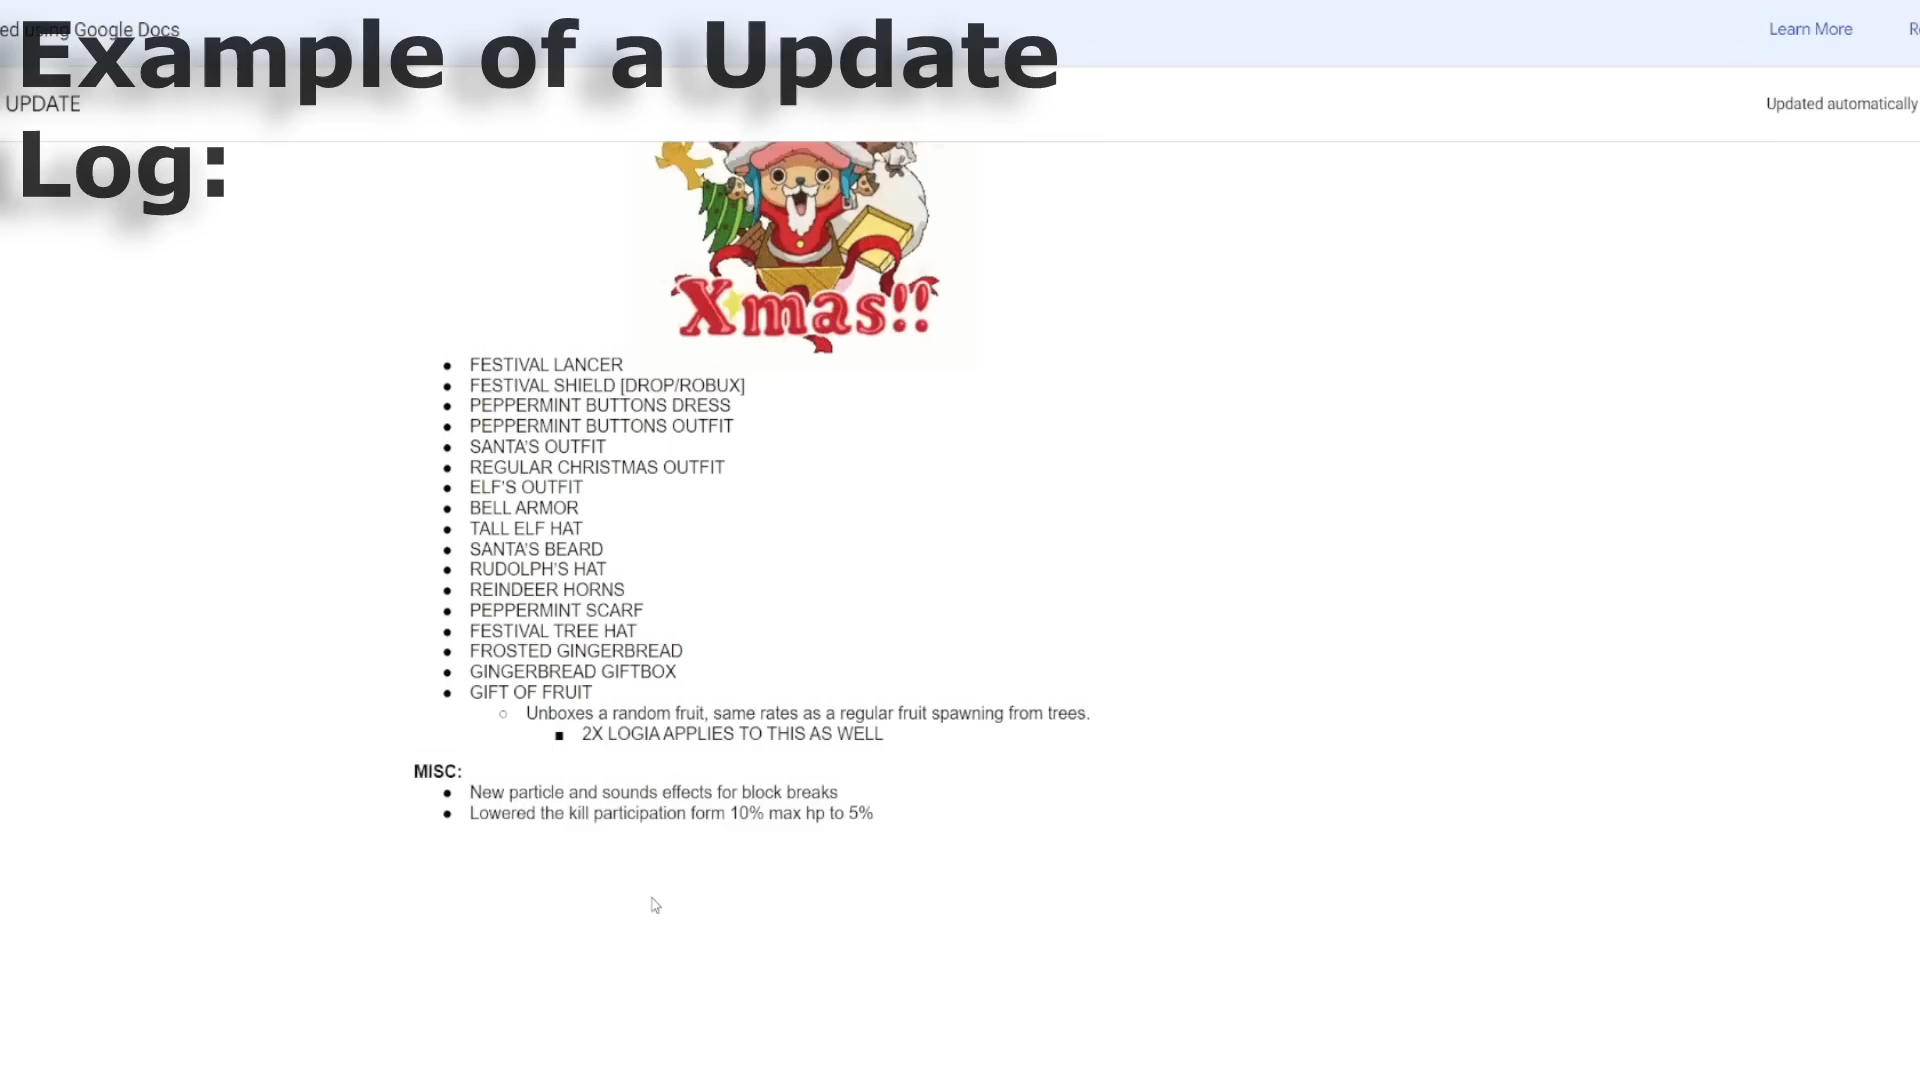 ed using Google Docs
Learn More
R
Example of a Update
Log:
UPDATE
Updated automatically
Xmas!!
FESTIVAL LANCER
FESTIVAL SHIELD [DROP/ROBUX]
PEPPERMINT BUTTONS DRESS
PEPPERMINT BUTTONS OUTFIT
SANTA'S OUTFIT
REGULAR CHRISTMAS OUTFIT
ELF'S OUTFIT
BELL ARMOR
TALL ELF HAT
SANTA'S BEARD
RUDOLPH'S HAT
REINDEER HORNS
PEPPERMINT SCARF
FESTIVAL TREE HAT
FROSTED GINGERBREAD
GINGERBREAD GIFTBOX
GIFT OF FRUIT
Unboxes a random fruit, same rates as a regular fruit spawning from trees.
2X LOGIA APPLIES TO THIS AS WELL
MISC:
New particle and sounds effects for block breaks
Lowered the kill participation form 10% max hp to 5%